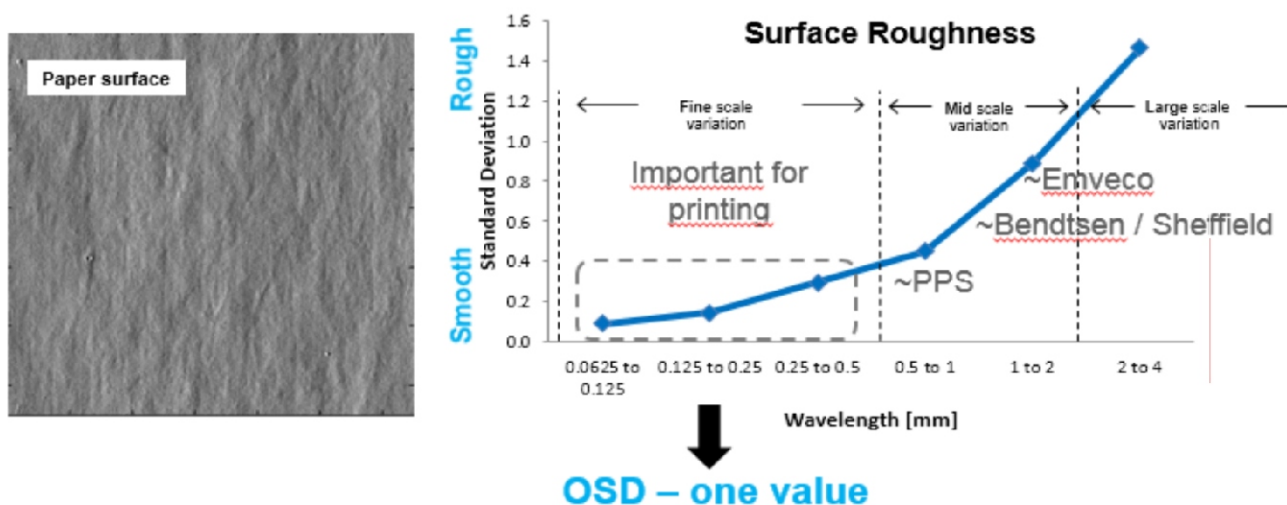 Paper surface
Surface Roughness
Rough
Smooth
Standard Deviation
1.6
1.4
1.2
1.0
0.8
0.6
0.4
0.2
0.0
Fine scale
variation
Mid scale
variation
Large scale
variation
Important for
printing
~Emveco
~Bendtsen / Sheffield
~PPS
0.0625 to
0.125
0.125 to 0.25
0.25 to 0.5
0.5 to 1
1 to 2
2 to 4
Wavelength [mm]
OSD – one value